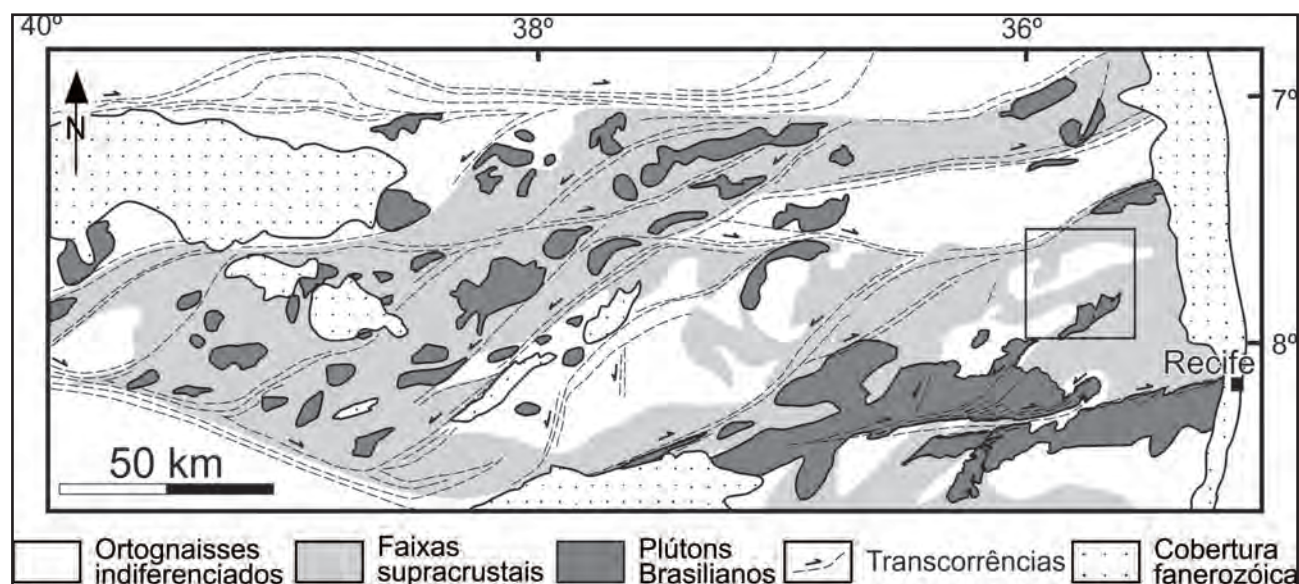 40º 38º 36º
N
7º
8º
Recife
50 km
Ortognaisses indiferenciados
Faixas supracrustais
Plútons Brasilianos
Transcorrências
Cobertura fanerozóica